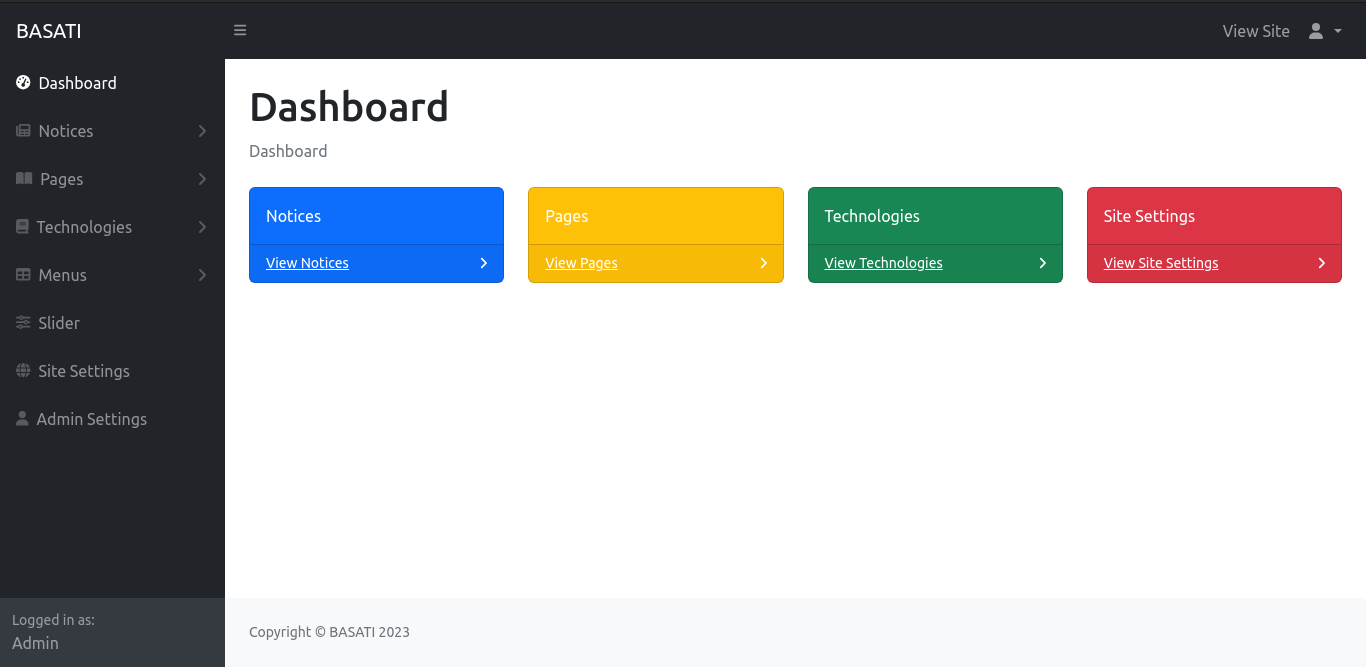 BASATI
View Site
Dashboard
Notices
Pages
Technologies
Menus
Slider
Site Settings
Admin Settings
Logged in as:
Admin
Dashboard
Dashboard
Notices
View Notices
Pages
View Pages
Technologies
View Technologies
Site Settings
View Site Settings
Copyright © BASATI 2023